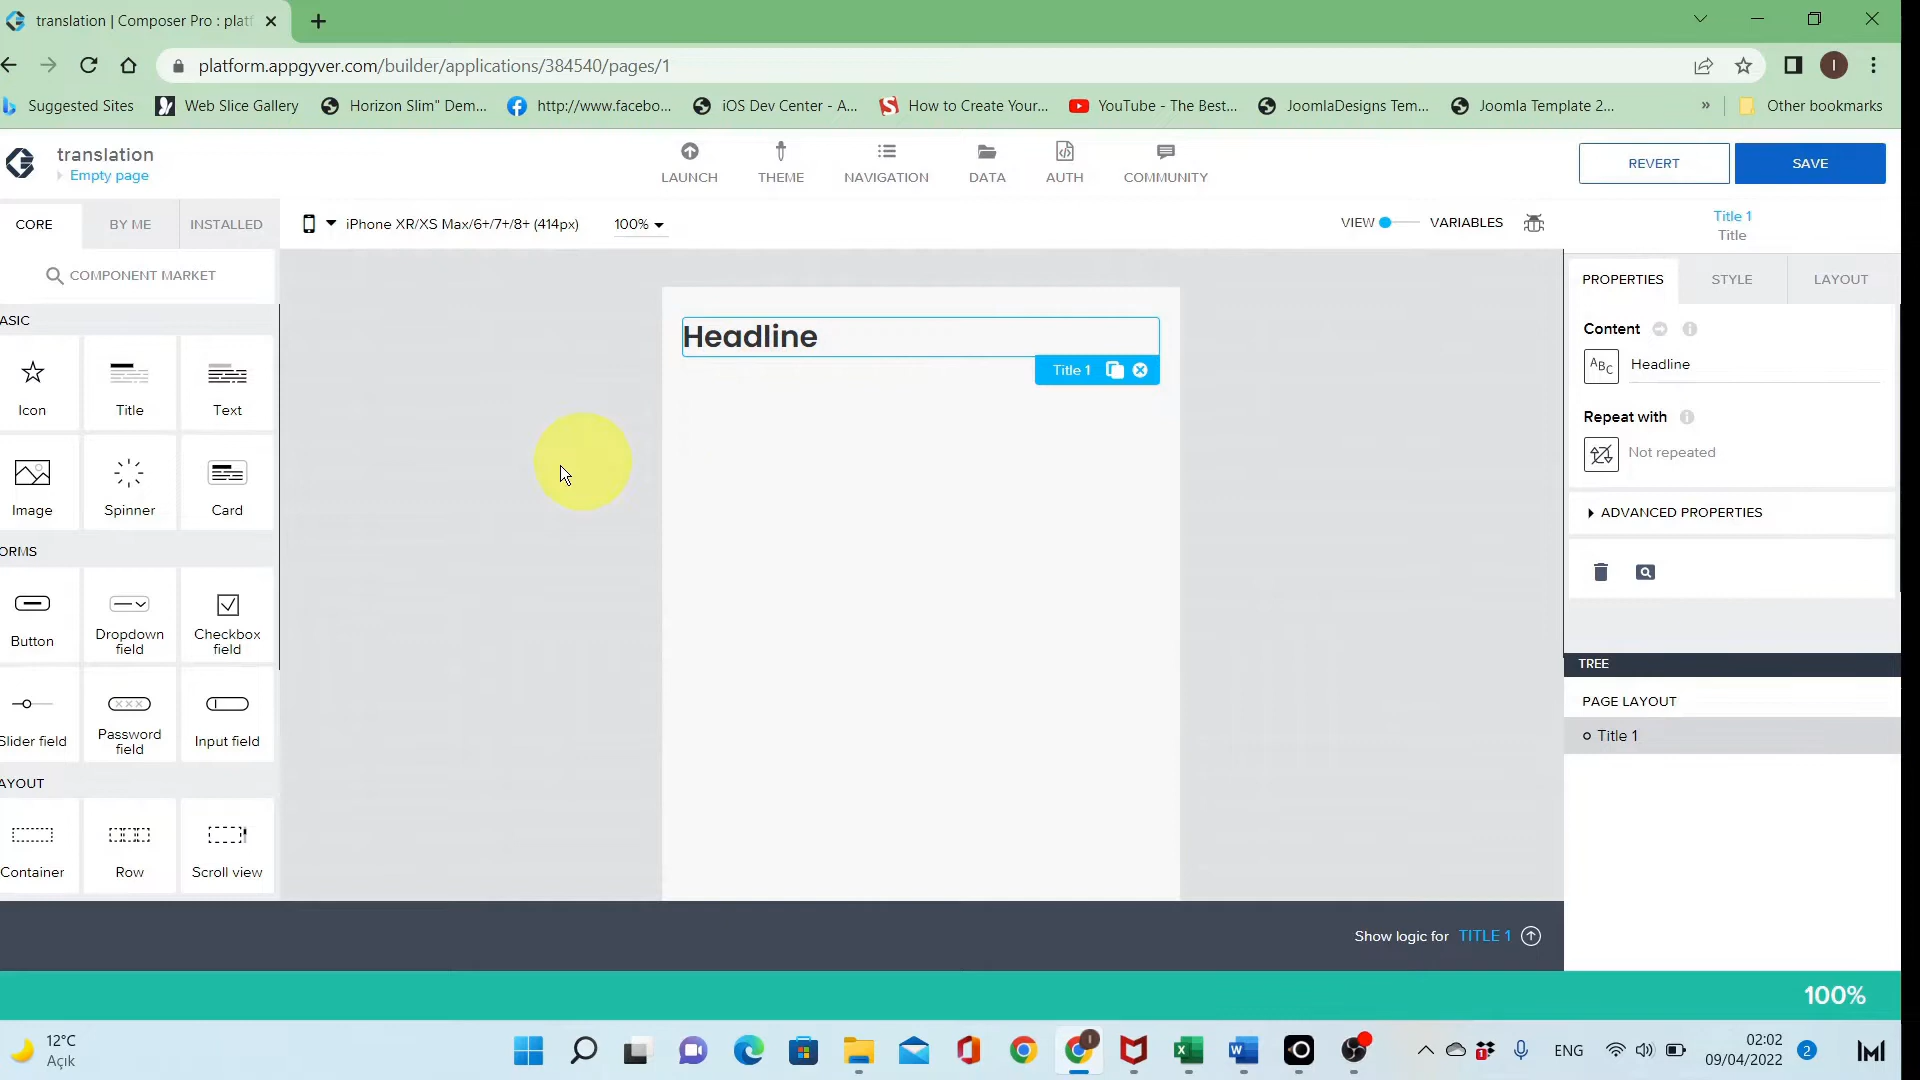 translation | Composer Pro : platf
platform.appgyver.com/builder/applications/384540/pages/1
Suggested Sites
Web Slice Gallery
Horizon Slim" Dem...
http://www.facebo...
iOS Dev Center - A...
How to Create Your...
YouTube - The Best...
JoomlaDesigns Tem...
Joomla Template 2...
»
Other bookmarks
I
translation
Empty page
LAUNCH
THEME
NAVIGATION
DATA
AUTH
COMMUNITY
REVERT
SAVE
CORE
BY ME
INSTALLED
iPhone XR/XS Max/6+/7+/8+ (414px)
100%
VIEW
VARIABLES
Title 1
Title
COMPONENT MARKET
PROPERTIES
STYLE
LAYOUT
ASIC
Icon
Title
Text
Image
Spinner
Card
ORMS
Button
Dropdown
field
Checkbox
field
Slider field
Password
field
Input field
AYOUT
Container
Row
Scroll view
Headline
Title 1
Content
ABC
Headline
Repeat with
Not repeated
ADVANCED PROPERTIES
TREE
PAGE LAYOUT
Title 1
Show logic for TITLE 1
100%
12°C
Açık
ENG
02:02
09/04/2022
2